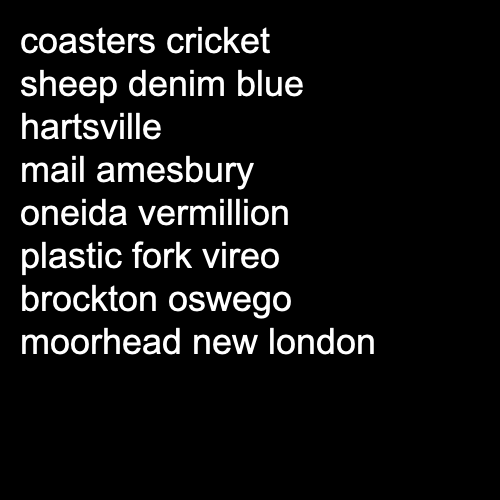 coasters cricket
sheep denim blue
hartsville
mail amesbury
oneida vermillion
plastic fork vireo
brockton oswego
moorhead new london